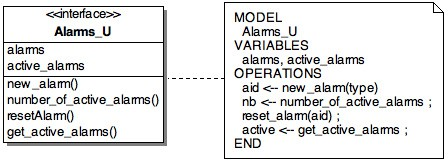 <<interface>>
Alarms_U
alarms
active_alarms
new_alarm()
number_of_active_alarms()
resetAlarm()
get_active_alarms()
MODEL
Alarms_U
VARIABLES
alarms, active_alarms
OPERATIONS
aid <-- new_alarm(type)
nb <-- number_of_active_alarms ;
reset_alarm(aid) ;
active <-- get_active_alarms ;
END